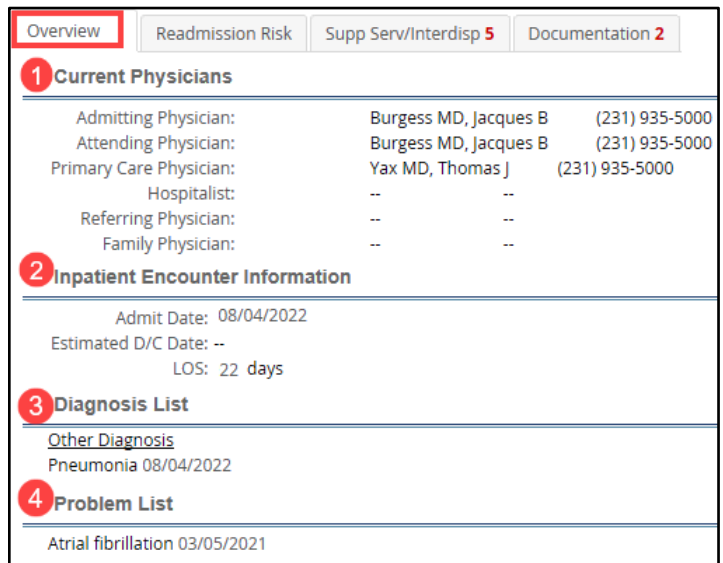 Overview Readmission Risk Supp Serv/Interdisp 5 Documentation 2
1 Current Physicians
Admitting Physician: Burgess MD, Jacques B (231) 935-5000
Attending Physician: Burgess MD, Jacques B (231) 935-5000
Primary Care Physician: Yax MD, Thomas J (231) 935-5000
Hospitalist: -- --
Referring Physician: -- --
Family Physician: -- --
2 Inpatient Encounter Information
Admit Date: 08/04/2022
Estimated D/C Date: --
LOS: 22 days
3 Diagnosis List
Other Diagnosis
Pneumonia 08/04/2022
4 Problem List
Atrial fibrillation 03/05/2021